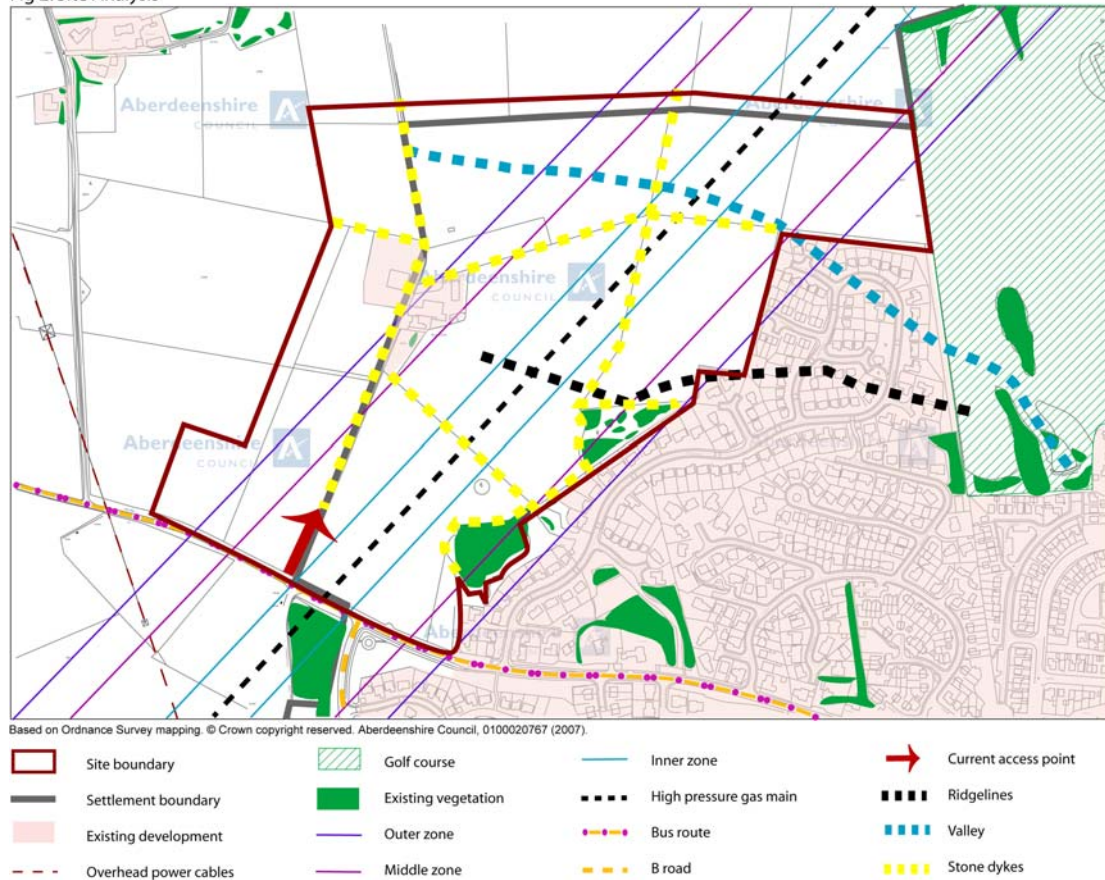 Aberdeenshire
COUNCIL
Aberdeenshire
COUNCIL
Aberdeenshire
COUNCIL
Aberdeenshire
COUNCIL
Aberdeenshire
Based on Ordnance Survey mapping. © Crown copyright reserved. Aberdeenshire Council, 0100020767 (2007).
Site boundary
Settlement boundary
Existing development
Overhead power cables
Golf course
Existing vegetation
Outer zone
Middle zone
Inner zone
High pressure gas main
Bus route
B road
Current access point
Ridgelines
Valley
Stone dykes